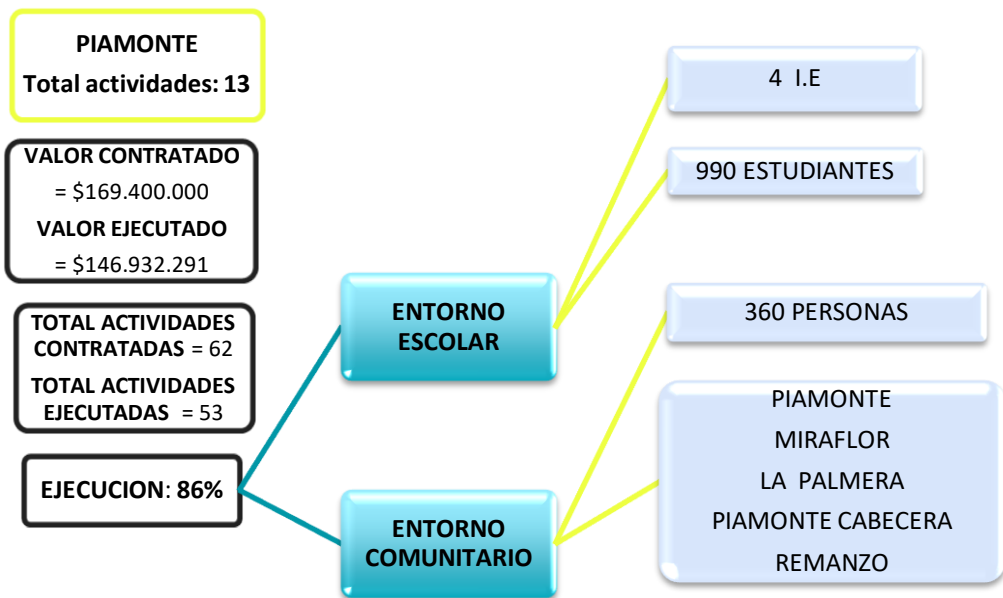 PIAMONTE
Total actividades: 13
VALOR CONTRATADO
= $169.400.000
VALOR EJECUTADO
= $146.932.291
TOTAL ACTIVIDADES
CONTRATADAS = 62
TOTAL ACTIVIDADES
EJECUTADAS = 53
EJECUCION: 86%
ENTORNO
ESCOLAR
ENTORNO
COMUNITARIO
4 I.E
990 ESTUDIANTES
360 PERSONAS
PIAMONTE
MIRAFLOR
LA PALMERA
PIAMONTE CABECERA
REMANZO